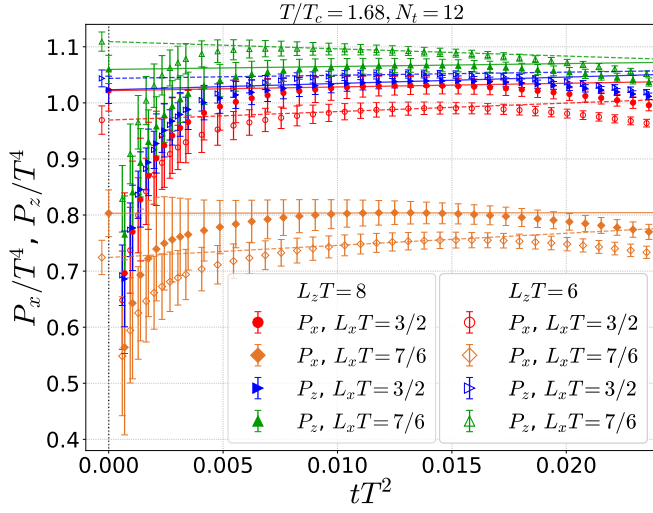 T/T_c = 1.68, N_t = 12
P_x/T^4, P_z/T^4
1.1
1.0
0.9
0.8
0.7
0.6
0.5
0.4
L_zT = 8
P_x, L_xT = 3/2
P_x, L_xT = 7/6
P_z, L_xT = 3/2
P_z, L_xT = 7/6
L_zT = 6
P_x, L_xT = 3/2
P_x, L_xT = 7/6
P_z, L_xT = 3/2
P_z, L_xT = 7/6
0.000 0.005 0.010 0.015 0.020
tT^2